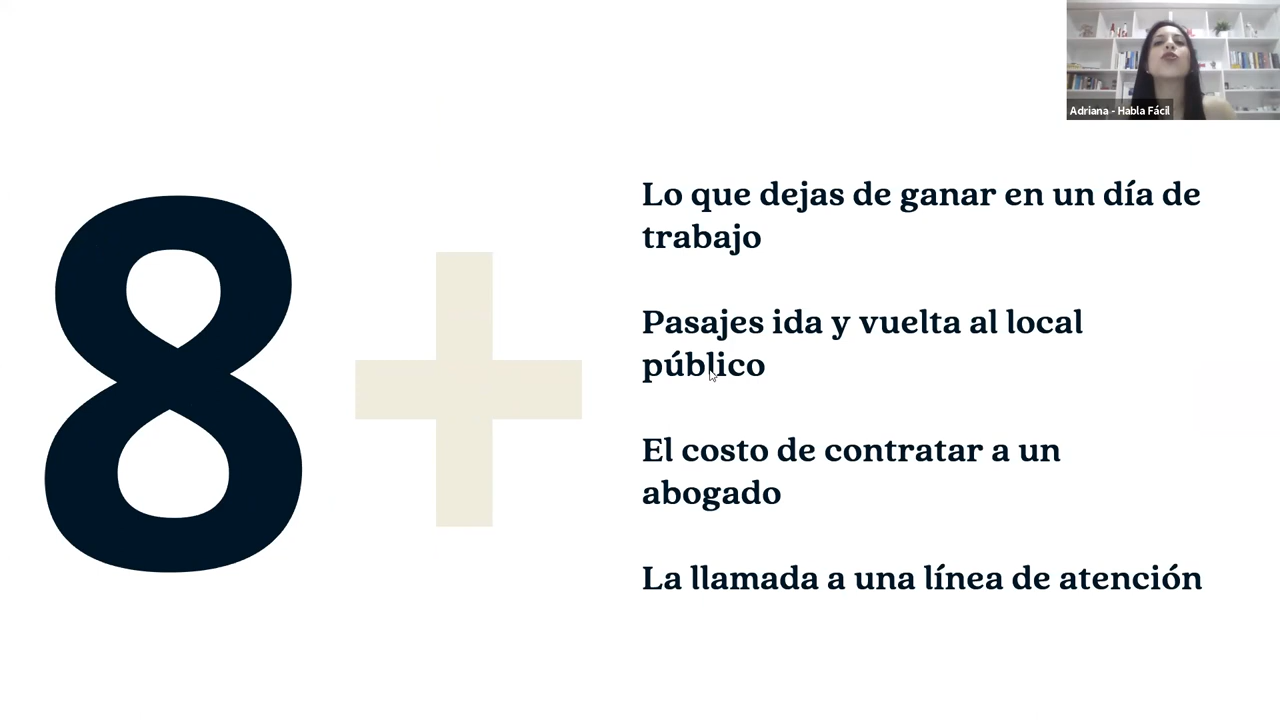 Adriana - Habla Fácil
8+
Lo que dejas de ganar en un día de
trabajo
Pasajes ida y vuelta al local
público
El costo de contratar a un
abogado
La llamada a una línea de atención